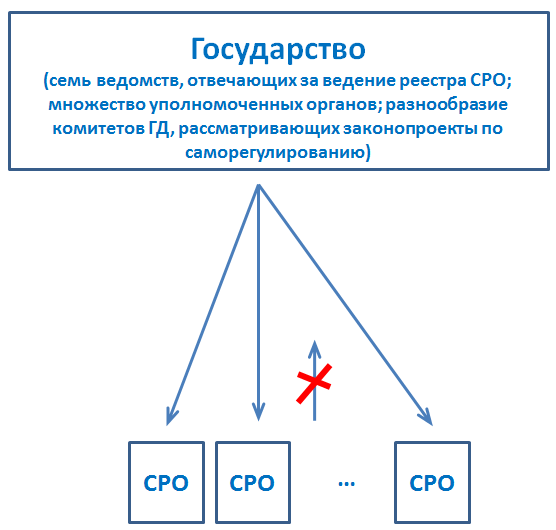 Государство
(семь ведомств, отвечающих за ведение реестра СРО;
множество уполномоченных органов; разнообразие
комитетов ГД, рассматривающих законопроекты по
саморегулированию)
СРО СРО ... СРО